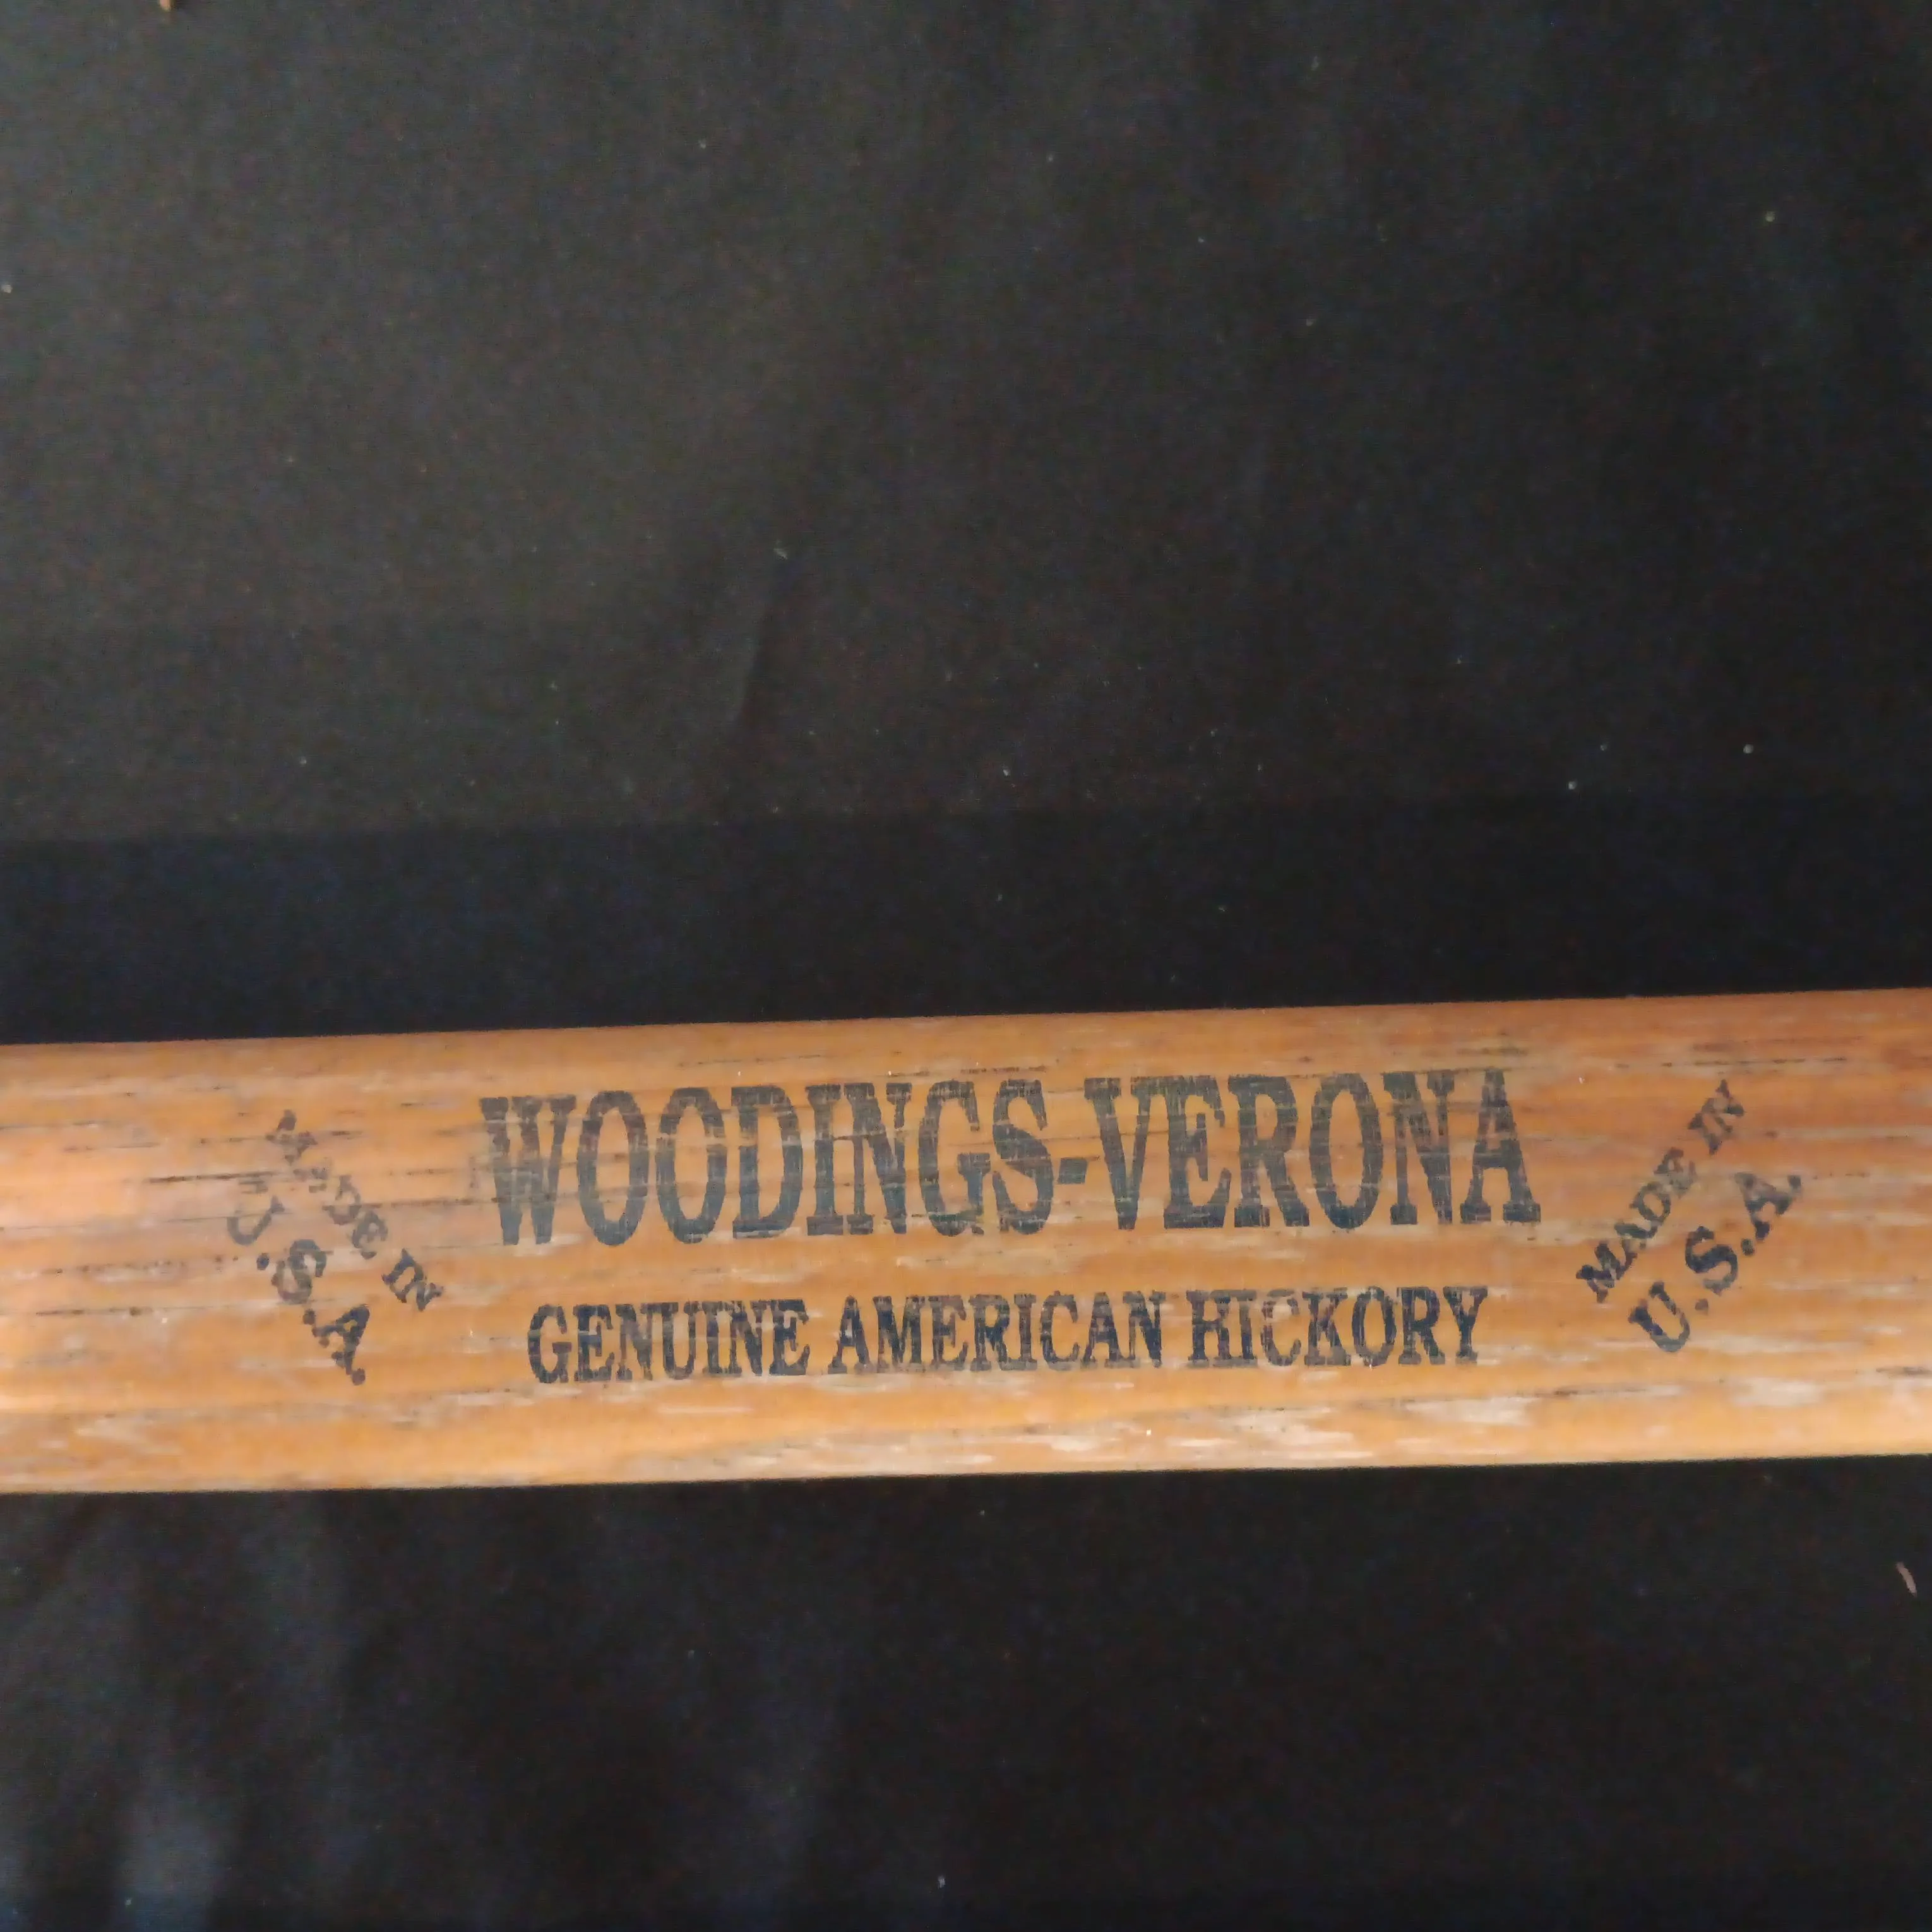 MADE IN
U.S.A.
WOODINGS-VERONA
GENUINE AMERICAN HICKORY
MADE IN
U.S.A.